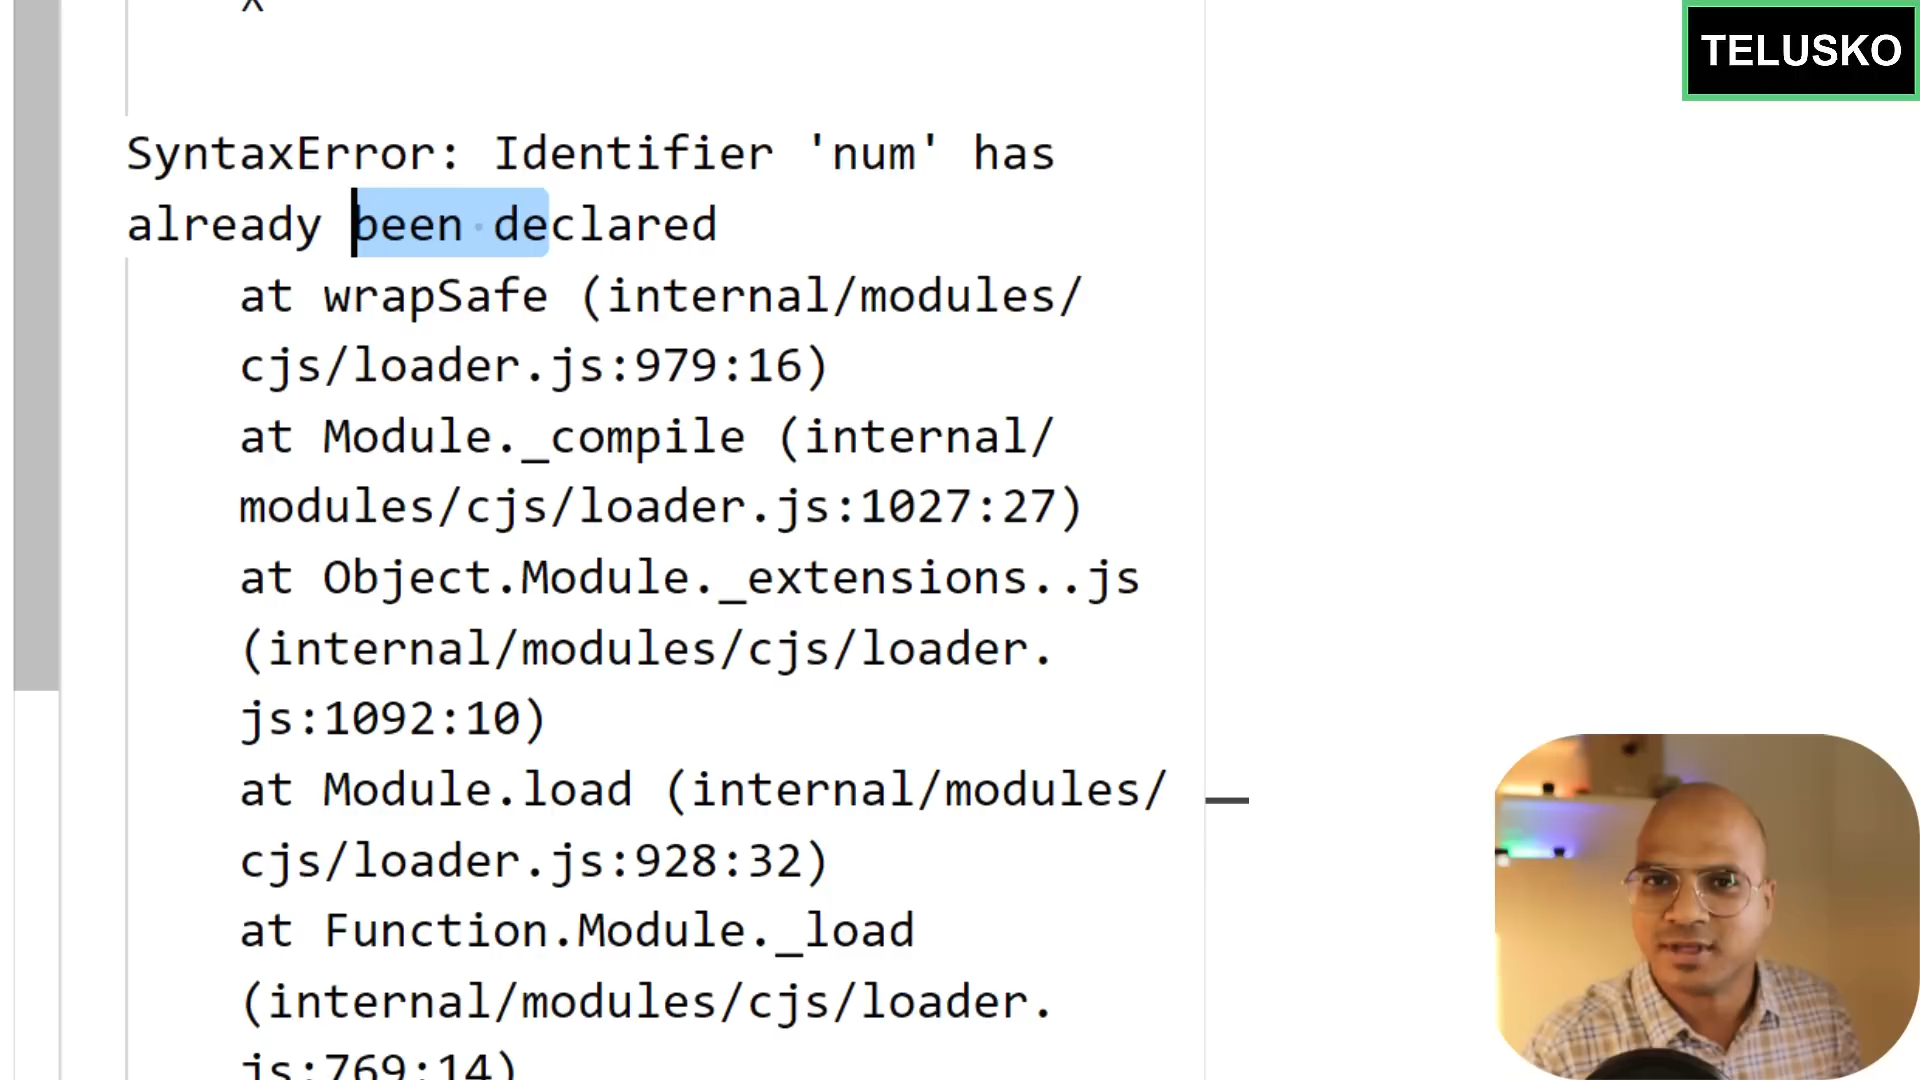 TELUSKO
SyntaxError: Identifier 'num' has
already been declared
at wrapSafe (internal/modules/
cjs/loader.js:979:16)
at Module._compile (internal/
modules/cjs/loader.js:1027:27)
at Object.Module._extensions..js
(internal/modules/cjs/loader.
js:1092:10)
at Module.load (internal/modules/
cjs/loader.js:928:32)
at Function.Module._load
(internal/modules/cjs/loader.
js:769:14)